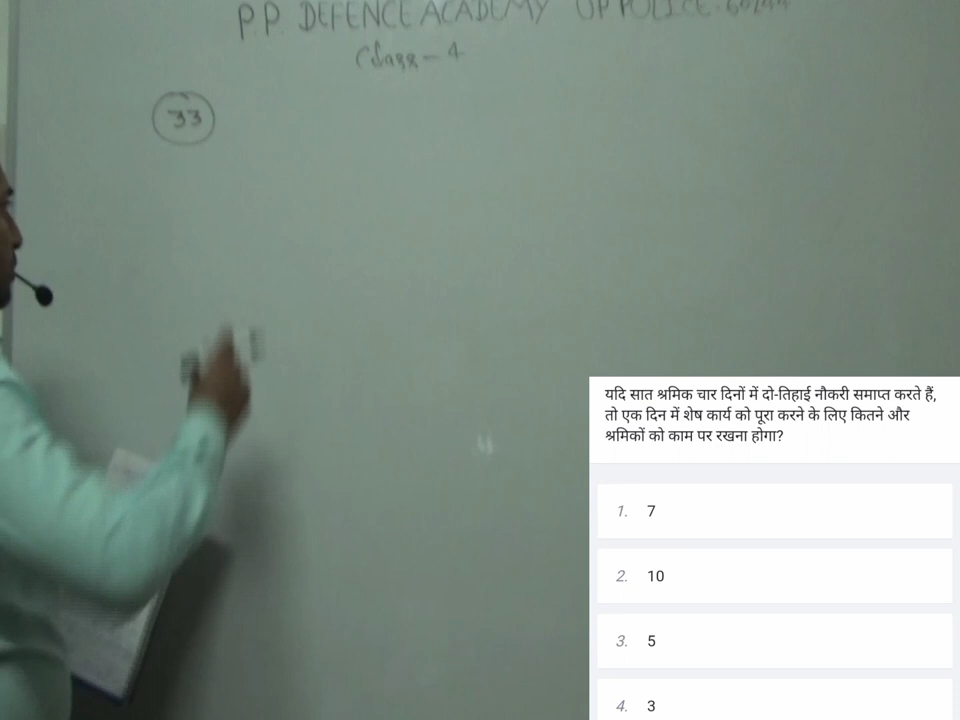 P.P. DEFENCE ACADEMY UP POLICE
Class - 4
33
यदि सात श्रमिक चार दिनों में दो-तिहाई नौकरी समाप्त करते हैं,
तो एक दिन में शेष कार्य को पूरा करने के लिए कितने और
श्रमिकों को काम पर रखना होगा?
1. 7
2. 10
3. 5
4. 3